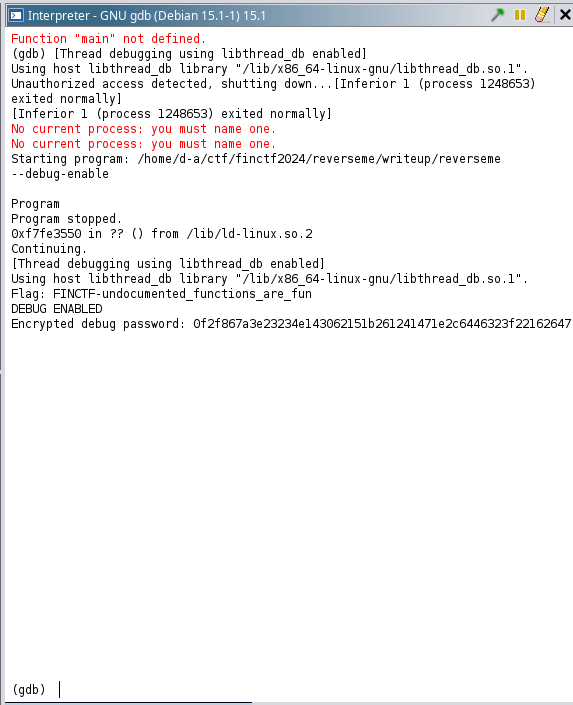 Interpreter - GNU gdb (Debian 15.1-1) 15.1
Function "main" not defined.
(gdb) [Thread debugging using libthread_db enabled]
Using host libthread_db library "/lib/x86_64-linux-gnu/libthread_db.so.1".
Unauthorized access detected, shutting down...[Inferior 1 (process 1248653)
exited normally]
[Inferior 1 (process 1248653) exited normally]
No current process: you must name one.
No current process: you must name one.
Starting program: /home/d-a/ctf/finctf2024/reverseme/writeup/reverseme
--debug-enable
Program
Program stopped.
0xf7fe3550 in ?? () from /lib/ld-linux.so.2
Continuing.
[Thread debugging using libthread_db enabled]
Using host libthread_db library "/lib/x86_64-linux-gnu/libthread_db.so.1".
Flag: FINCTF-undocumented_functions_are_fun
DEBUG ENABLED
Encrypted debug password: 0f2f867a3e23234e143062151b261241471e2c6446323f22162647
(gdb)